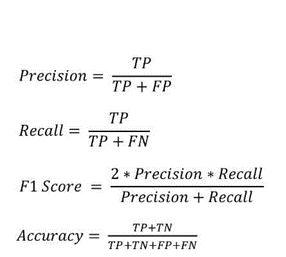 Precision = TP / TP + FP
Recall = TP / TP + FN
F1 Score = 2 * Precision * Recall / Precision + Recall
Accuracy = TP+TN / TP+TN+FP+FN